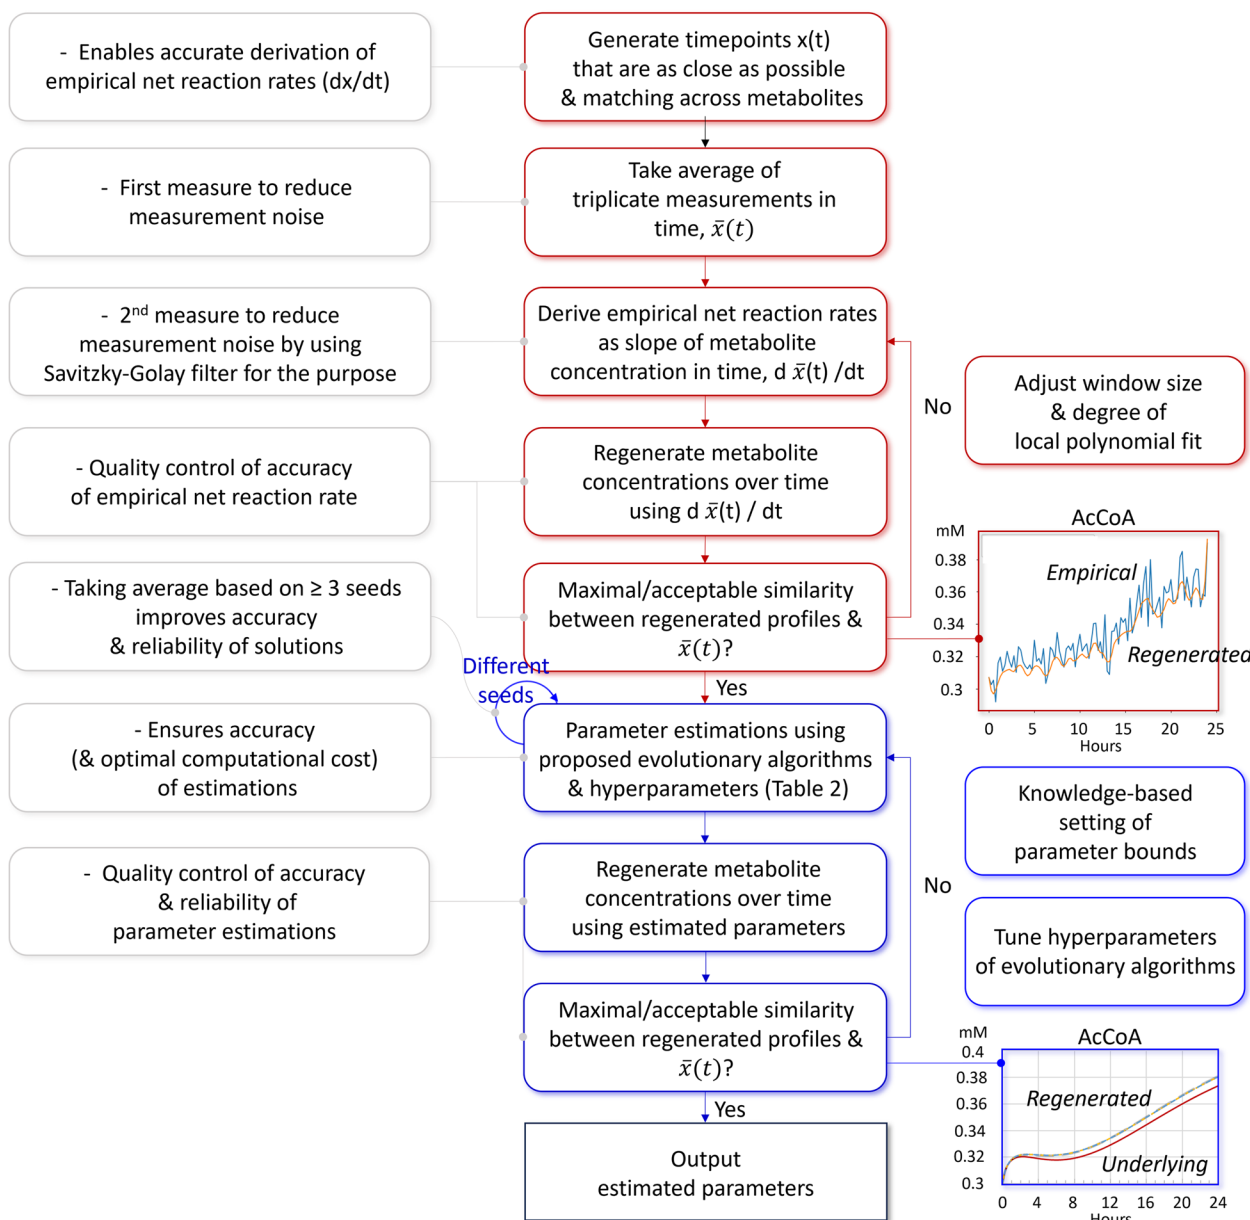 - Enables accurate derivation of
empirical net reaction rates (dx/dt)
Generate timepoints x(t)
that are as close as possible
& matching across metabolites
- First measure to reduce
measurement noise
Take average of
triplicate measurements in
time, x̄(t)
- 2nd measure to reduce
measurement noise by using
Savitzky-Golay filter for the purpose
Derive empirical net reaction rates
as slope of metabolite
concentration in time, d x̄(t) /dt
No
Adjust window size
& degree of
local polynomial fit
- Quality control of accuracy
of empirical net reaction rate
Regenerate metabolite
concentrations over time
using d x̄(t) / dt
- Taking average based on ≥ 3 seeds
improves accuracy
& reliability of solutions
Maximal/acceptable similarity
between regenerated profiles &
x̄(t)?
AcCoA
mM
0.38
0.36
0.34
0.32
0.3
Empirical
Regenerated
0 5 10 15 20 25
Hours
Yes
Different
seeds
- Ensures accuracy
(& optimal computational cost)
of estimations
Parameter estimations using
proposed evolutionary algorithms
& hyperparameters (Table 2)
Knowledge-based
setting of
parameter bounds
No
- Quality control of accuracy
& reliability of
parameter estimations
Regenerate metabolite
concentrations over time
using estimated parameters
Tune hyperparameters
of evolutionary algorithms
Maximal/acceptable similarity
between regenerated profiles &
x̄(t)?
AcCoA
mM
0.4
0.38
0.36
0.34
0.32
0.3
Regenerated
Underlying
0 4 8 12 16 20 24
Hours
Yes
Output
estimated parameters